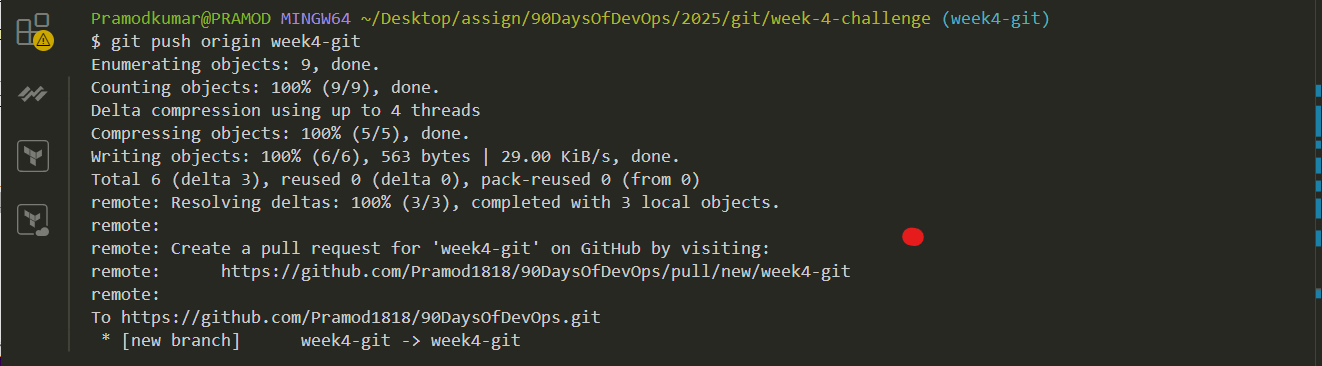 Pramodkumar@PRAMOD MINGW64 ~/Desktop/assign/90DaysOfDevOps/2025/git/week-4-challenge (week4-git)
$ git push origin week4-git
Enumerating objects: 9, done.
Counting objects: 100% (9/9), done.
Delta compression using up to 4 threads
Compressing objects: 100% (5/5), done.
Writing objects: 100% (6/6), 563 bytes | 29.00 KiB/s, done.
Total 6 (delta 3), reused 0 (delta 0), pack-reused 0 (from 0)
remote: Resolving deltas: 100% (3/3), completed with 3 local objects.
remote:
remote: Create a pull request for 'week4-git' on GitHub by visiting:
remote:      https://github.com/Pramod1818/90DaysOfDevOps/pull/new/week4-git
remote:
To https://github.com/Pramod1818/90DaysOfDevOps.git
 * [new branch]      week4-git -> week4-git